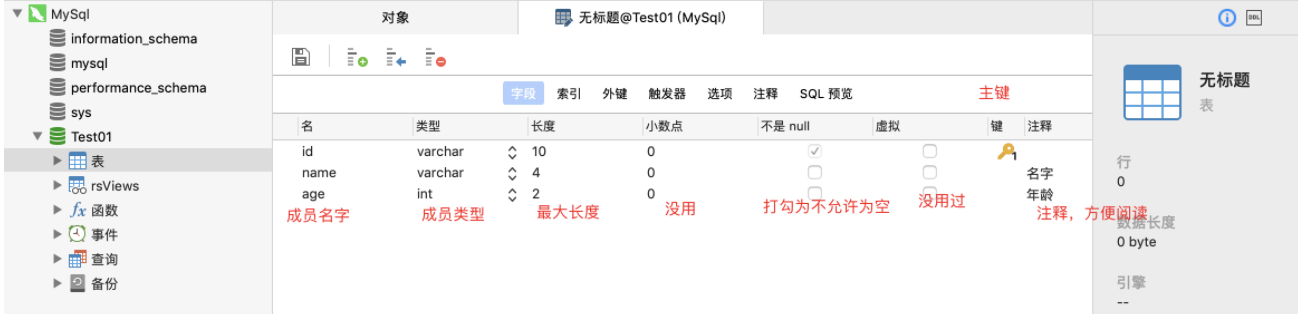 MySql
information_schema
mysql
performance_schema
sys
Test01
表
rsViews
fx 函数
事件
查询
备份
对象
无标题@Test01 (MySql)
字段 索引 外键 触发器 选项 注释 SQL 预览 主键
名 类型 长度 小数点 不是 null 虚拟 键 注释
id varchar 10 0 1
name varchar 4 0 名字
age int 2 0 年龄
成员名字 成员类型 最大长度 没用 打勾为不允许为空 没用过 注释，方便阅读
DDL
无标题
表
行
0
数据长度
0 byte
引擎
--